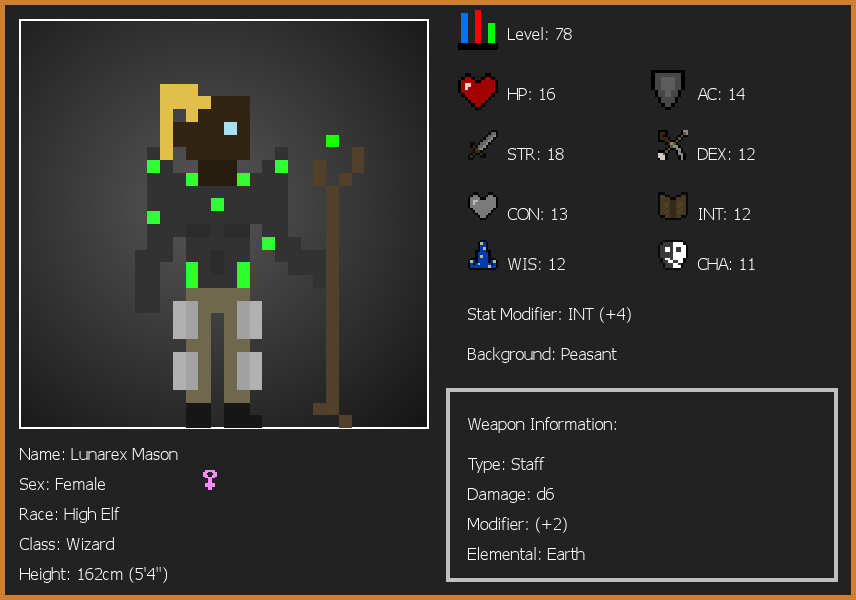 Level: 78
HP: 16
AC: 14
STR: 18
DEX: 12
CON: 13
INT: 12
WIS: 12
CHA: 11
Stat Modifier: INT (+4)
Background: Peasant
Weapon Information:
Type: Staff
Damage: d6
Modifier: (+2)
Elemental: Earth
Name: Lunarex Mason
Sex: Female
Race: High Elf
Class: Wizard
Height: 162cm (5'4")